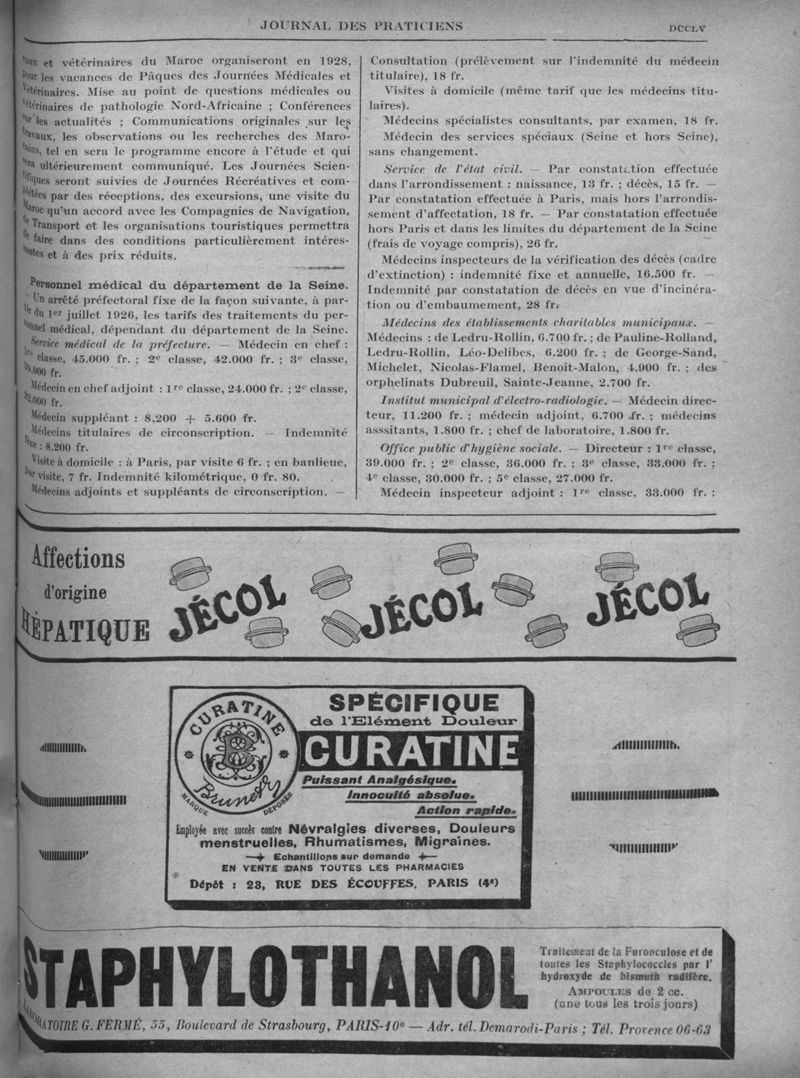 JOURNAL DES PRATICIENS
DCCLV
aux et vétérinaires du Maroc organiseront en 1928,
pour les vacances de Pâques des Journées Médicales et
Vétérinaires. Mise au point de questions médicales ou
vétérinaires de pathologie Nord-Africaine ; Conférences
sur les actualités ; Communications originales sur les
travaux, les observations ou les recherches des Maro-
cains, tel en sera le programme encore à l'étude et qui
sera ultérieurement communiqué. Les Journées Scien-
tifiques seront suivies de Journées Récréatives et com-
plétées par des réceptions, des excursions, une visite du
Maroc qu'un accord avec les Compagnies de Navigation,
de Transport et les organisations touristiques permettra
de faire dans des conditions particulièrement intéres-
santes et à des prix réduits.
Personnel médical du département de la Seine.
Un arrêté préfectoral fixe de la façon suivante, à par-
tir du 1er juillet 1926, les tarifs des traitements du per-
sonnel médical, dépendant du département de la Seine.
Service médical de la préfecture. — Médecin en chef :
1re classe, 45.000 fr. ; 2e classe, 42.000 fr. ; 3e classe,
39.000 fr.
Médecin en chef adjoint : 1re classe, 24.000 fr. ; 2e classe,
22.000 fr.
Médecin suppléant : 8,200 + 5.600 fr.
Médecins titulaires de circonscription. — Indemnité
fixe : 8.200 fr.
Visite à domicile : à Paris, par visite 6 fr. ; en banlieue,
par visite, 7 fr. Indemnité kilométrique, 0 fr. 80.
Médecins adjoints et suppléants de circonscription. —
Consultation (prélèvement sur l'indemnité du médecin
titulaire), 18 fr.
Visites à domicile (même tarif que les médecins titu-
laires).
Médecins spécialistes consultants, par examen, 18 fr.
Médecin des services spéciaux (Seine et hors Seine),
sans changement.
Service de l'état civil. — Par constatation effectuée
dans l'arrondissement : naissance, 13 fr. ; décès, 15 fr. —
Par constatation effectuée à Paris, mais hors l'arrondis-
sement d'affectation, 18 fr. — Par constatation effectuée
hors Paris et dans les limites du département de la Seine
(frais de voyage compris), 26 fr.
Médecins inspecteurs de la vérification des décès (cadre
d'extinction) : indemnité fixe et annuelle, 16.500 fr. —
Indemnité par constatation de décès en vue d'incinéra-
tion ou d'embaumement, 28 fr.
Médecins des établissements charitables municipaux. —
Médecins : de Ledru-Rollin, 6.700 fr. ; de Pauline-Rolland,
Ledru-Rollin, Léo-Delibes, 6.200 fr. ; de George-Sand,
Michelet, Nicolas-Flamel, Benoît-Malon, 4.900 fr. ; des
orphelinats Dubreuil, Sainte-Jeanne, 2.700 fr.
Institut municipal d'électro-radiologie. — Médecin direc-
teur, 11.200 fr. ; médecin adjoint, 6.700 fr. ; médecins
asssitants, 1.800 fr. ; chef de laboratoire, 1.800 fr.
Office public d'hygiène sociale. — Directeur : 1re classe,
39.000 fr. ; 2e classe, 36.000 fr. ; 3e classe, 33.000 fr. ;
4e classe, 30.000 fr. ; 5e classe, 27.000 fr.
Médecin inspecteur adjoint : 1re classe, 33.000 fr. ;
Affections
d'origine
HÉPATIQUE
JÉCOL
JÉCOL
JÉCOL
CURATINE
Brunerÿ
MARQUE DÉPOSÉE
SPÉCIFIQUE
de l'Elément Douleur
CURATINE
Puissant Analgésique.
Innocuité absolue.
Action rapide.
Employée avec succès contre Névralgies diverses, Douleurs
menstruelles, Rhumatismes, Migraines.
Echantillons sur demande
EN VENTE DANS TOUTES LES PHARMACIES
Dépôt : 23, RUE DES ÉCOUFFES, PARIS (4e)
STAPHYLOTHANOL
Traitement de la Furonculose et de
toutes les Staphylococcies par l'
hydroxyde de bismuth radifère.
AMPOULES de 2 cc.
(une tous les trois jours)
LABORATOIRE G. FERMÉ, 55, Boulevard de Strasbourg, PARIS-10e — Adr. tél. Demarodi-Paris ; Tél. Provence 06-63